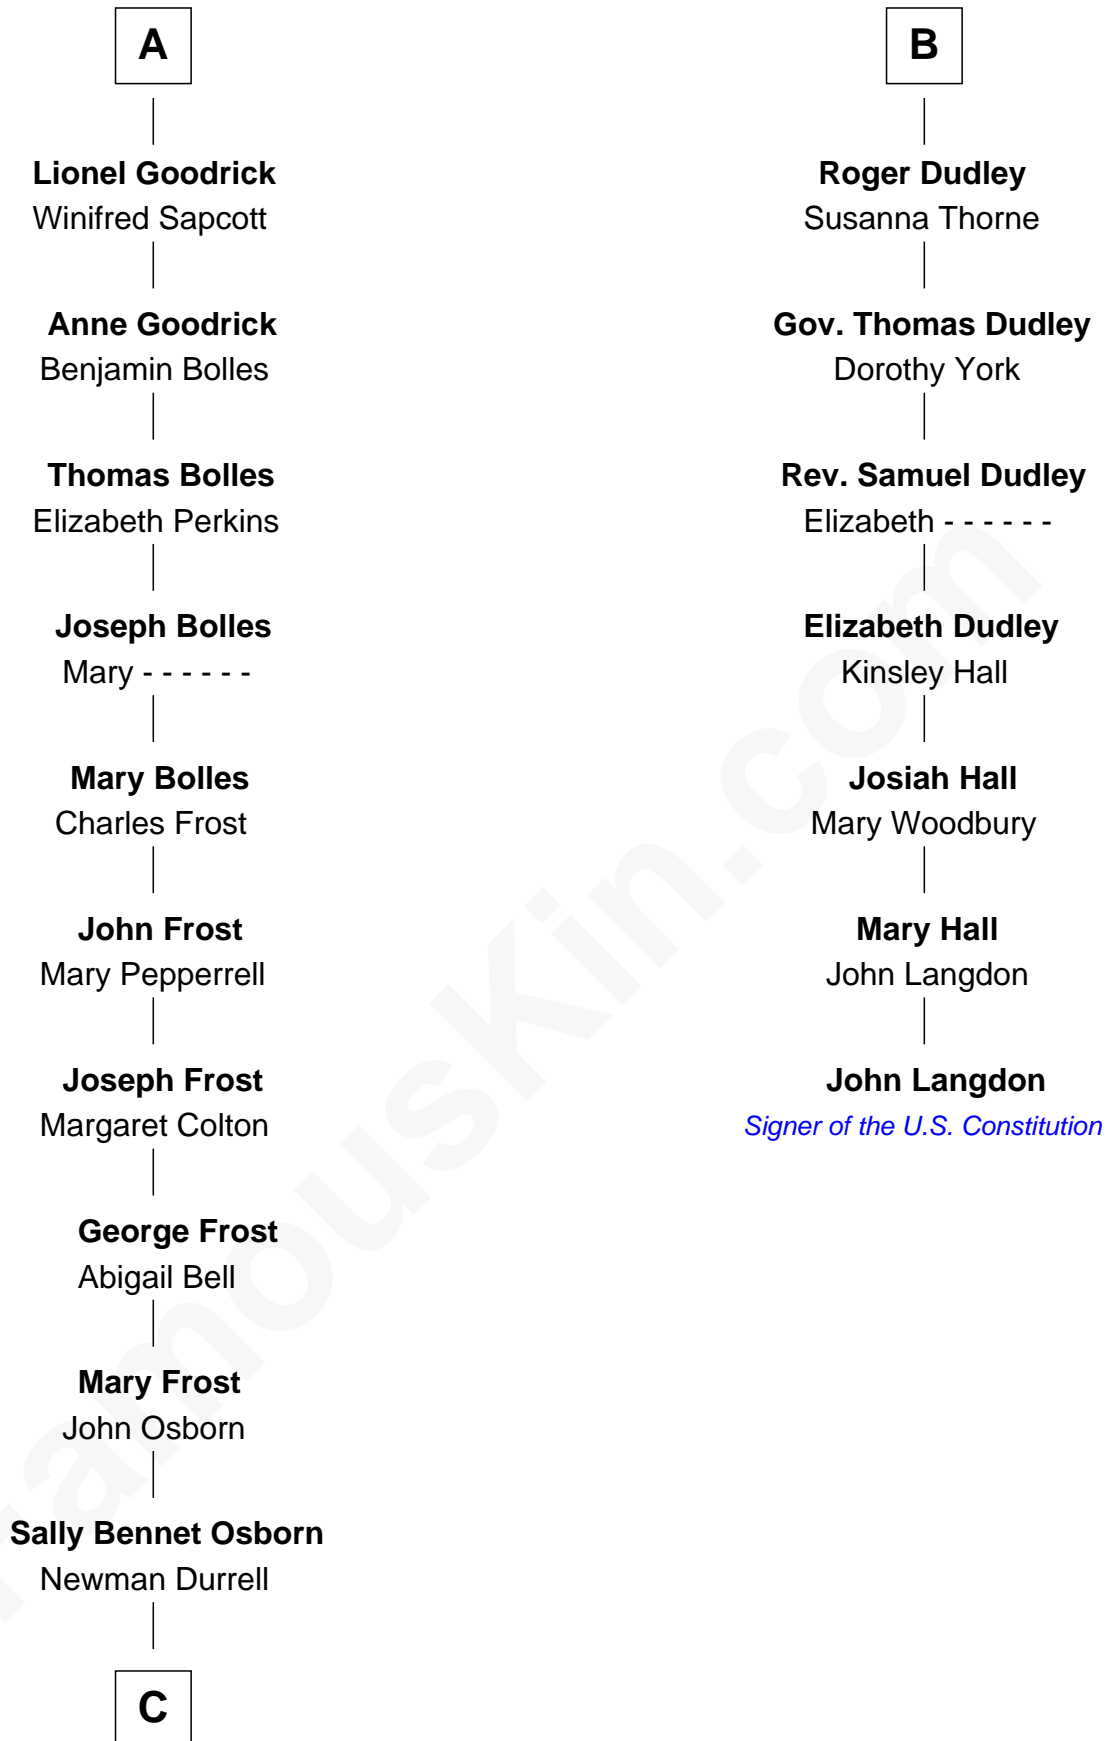 A
Lionel Goodrick
Winifred Sapcott
Anne Goodrick
Benjamin Bolles
Thomas Bolles
Elizabeth Perkins
Joseph Bolles
Mary - - - - - -
Mary Bolles
Charles Frost
John Frost
Mary Pepperrell
Joseph Frost
Margaret Colton
George Frost
Abigail Bell
Mary Frost
John Osborn
Sally Bennet Osborn
Newman Durrell
C
B
Roger Dudley
Susanna Thorne
Gov. Thomas Dudley
Dorothy York
Rev. Samuel Dudley
Elizabeth - - - - - -
Elizabeth Dudley
Kinsley Hall
Josiah Hall
Mary Woodbury
Mary Hall
John Langdon
John Langdon
Signer of the U.S. Constitution
FamousKin.com